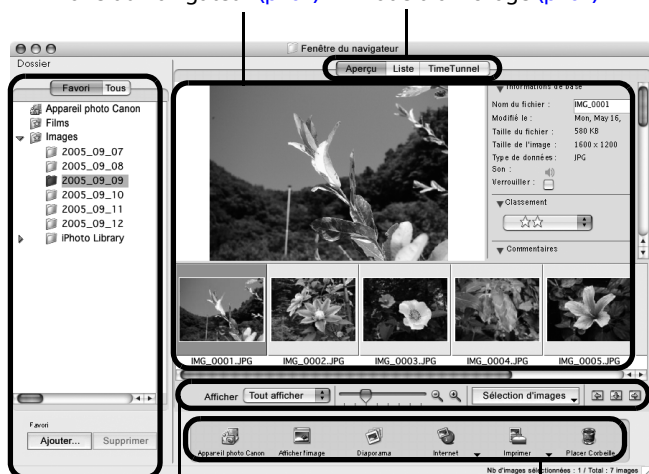 Fenêtre du navigateur
Dossier
Favori Tous
Aperçu Liste TimeTunnel
Appareil photo Canon
Films
Images
2005_09_07
2005_09_08
2005_09_09
2005_09_10
2005_09_11
2005_09_12
iPhoto Library
Informations de base
Nom du fichier : IMG_0001
Modifié le : Mon, May 16,
Taille du fichier : 580 KB
Taille de l'image : 1600 x 1200
Type de données : JPG
Son :
Verrouiller :
Classement
Commentaires
IMG_0001.JPG IMG_0002.JPG IMG_0003.JPG IMG_0004.JPG IMG_0005.JPG
Afficher Tout afficher Sélection d'images
Favori
Ajouter... Supprimer
Appareil photo Canon Afficher l'image Diaporama Internet Imprimer Placer Corbeille
Nb d'images sélectionnées : 1 / Total : 7 images